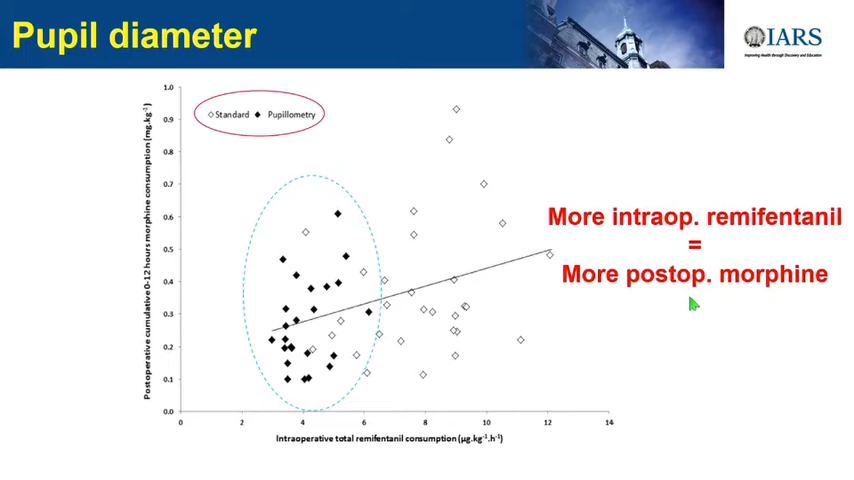 Pupil diameter
IARS
Improving Health through Discovery and Education
Postoperative cumulative 0-12 hours morphine consumption (mg.kg⁻¹)
1.0
0.9
0.8
0.7
0.6
0.5
0.4
0.3
0.2
0.1
0.0
◇Standard ◆ Pupillometry
0 2 4 6 8 10 12 14
Intraoperative total remifentanil consumption (µg.kg⁻¹.h⁻¹)
More intraop. remifentanil
=
More postop. morphine